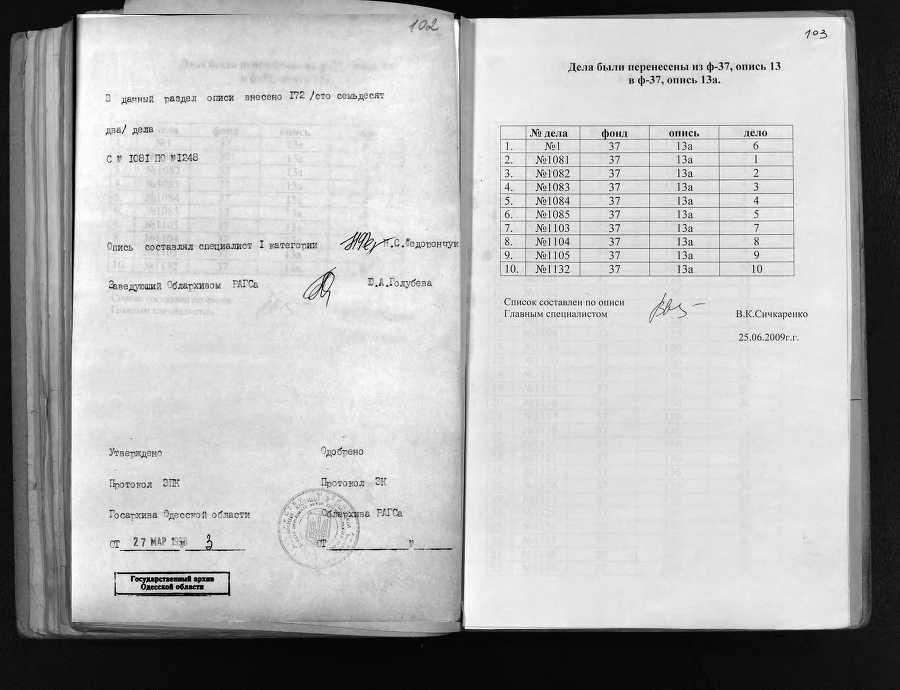 102
В данный раздел описи внесено 172 /сто семьдесят
два/ дела
С № 1081 ПО №1248
Опись составлял специалист I категории Н.С.Федорончук
Заведующий Облархивом РАГСа Ю.А.Голубева
Утверждено Одобрено
Протокол ЭПК Протокол ЭК
Госархива Одесской области Облархива РАГСа
ОТ 27 МАР № 3 ОТ №
Государственный архив
Одесской области
103
Дела были перенесены из ф-37, опись 13
в ф-37, опись 13а.
№ дела фонд опись дело
1. №1 37 13а 6
2. №1081 37 13а 1
3. №1082 37 13а 2
4. №1083 37 13а 3
5. №1084 37 13а 4
6. №1085 37 13а 5
7. №1103 37 13а 7
8. №1104 37 13а 8
9. №1105 37 13а 9
10. №1132 37 13а 10
Список составлен по описи
Главным специалистом В.К.Сичкаренко
25.06.2009г.г.